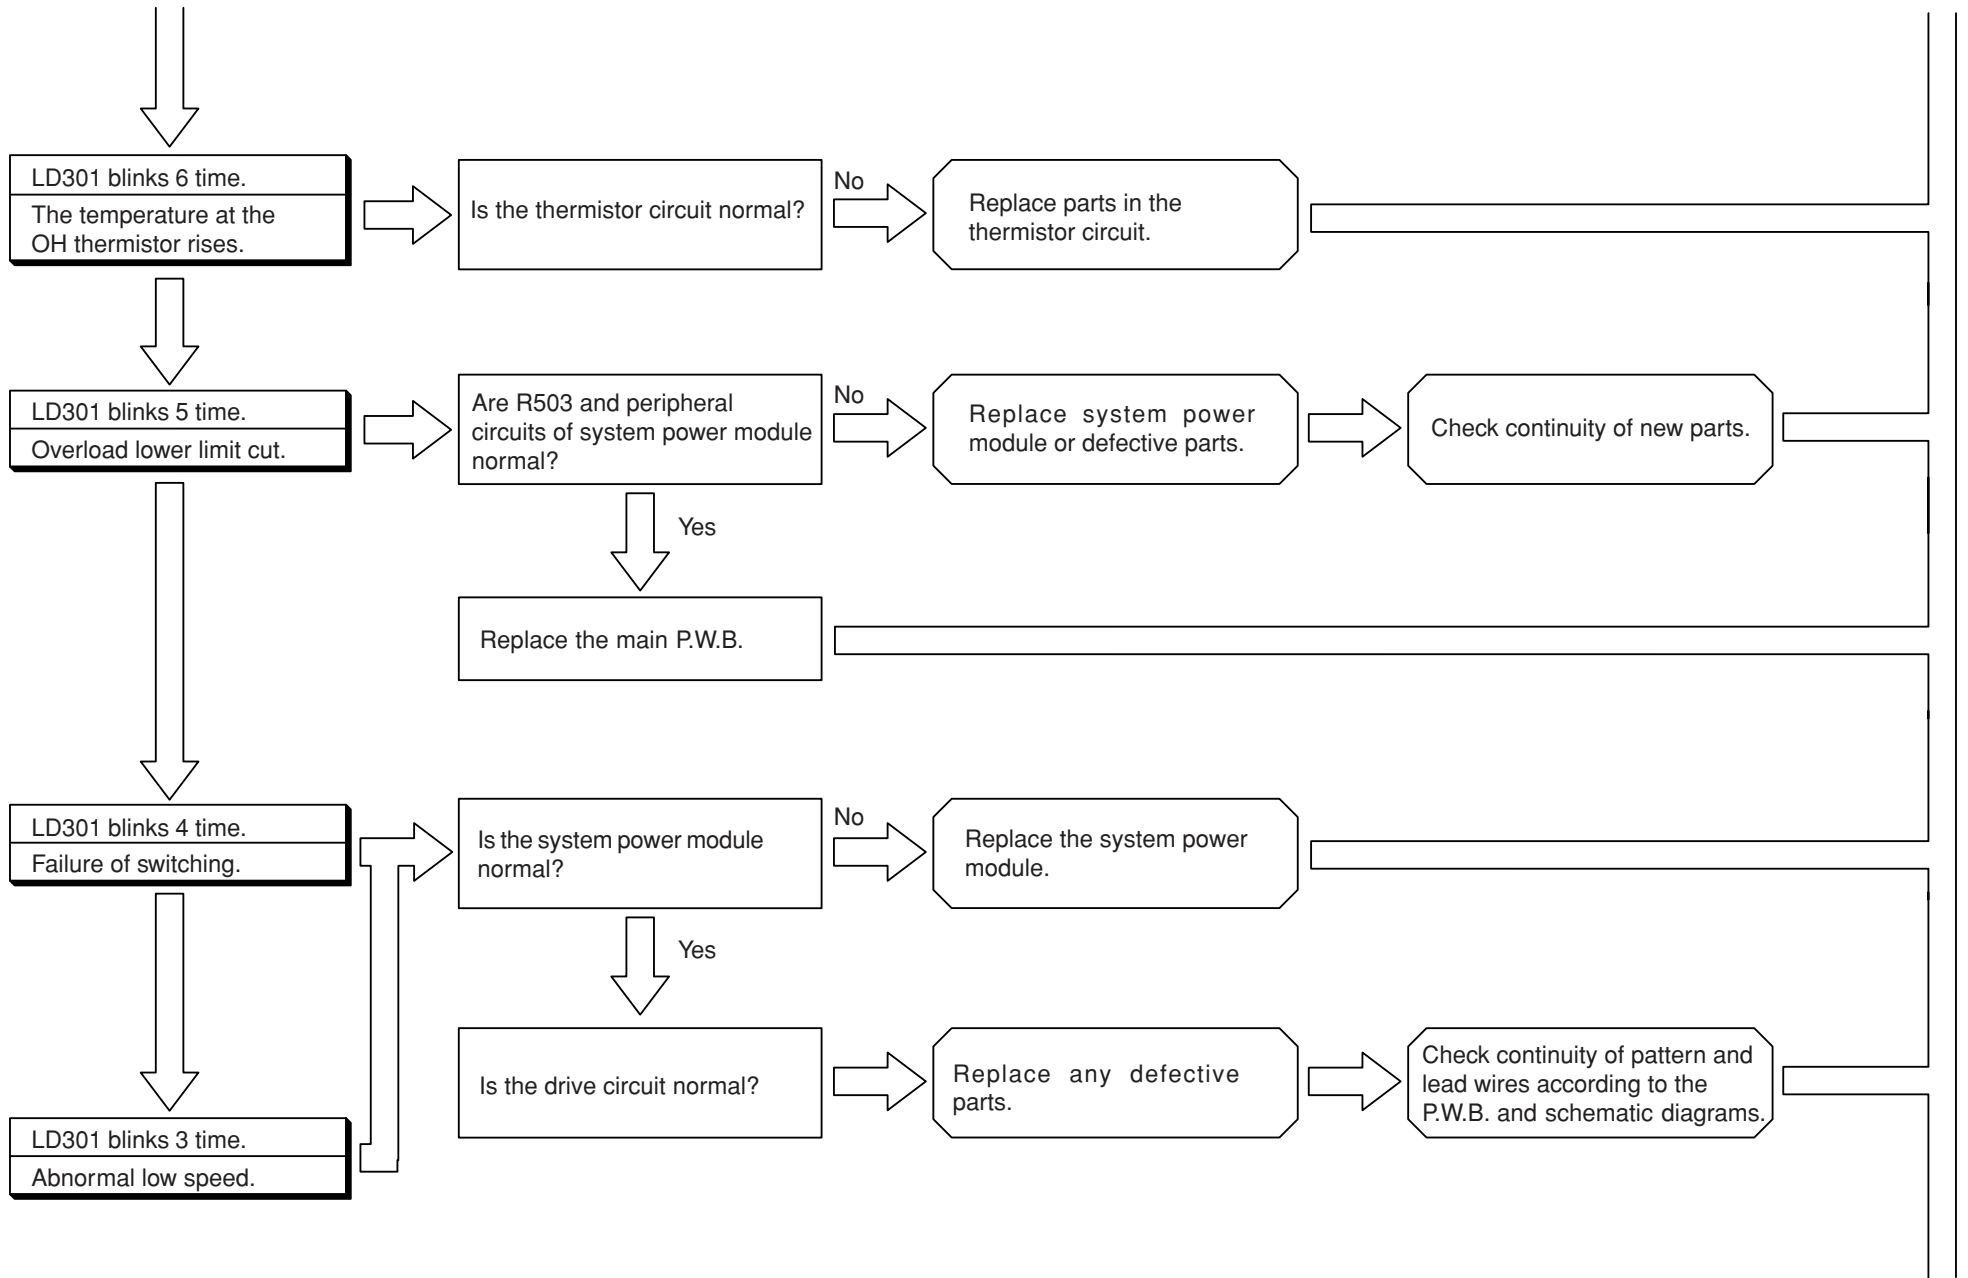 LD301 blinks 6 time.
The temperature at the
OH thermistor rises.
Is the thermistor circuit normal?
No
Replace parts in the
thermistor circuit.
LD301 blinks 5 time.
Overload lower limit cut.
Are R503 and peripheral
circuits of system power module
normal?
No
Replace system power
module or defective parts.
Check continuity of new parts.
Yes
Replace the main P.W.B.
LD301 blinks 4 time.
Failure of switching.
Is the system power module
normal?
No
Replace the system power
module.
Yes
LD301 blinks 3 time.
Abnormal low speed.
Is the drive circuit normal?
Replace any defective
parts.
Check continuity of pattern and
lead wires according to the
P.W.B. and schematic diagrams.